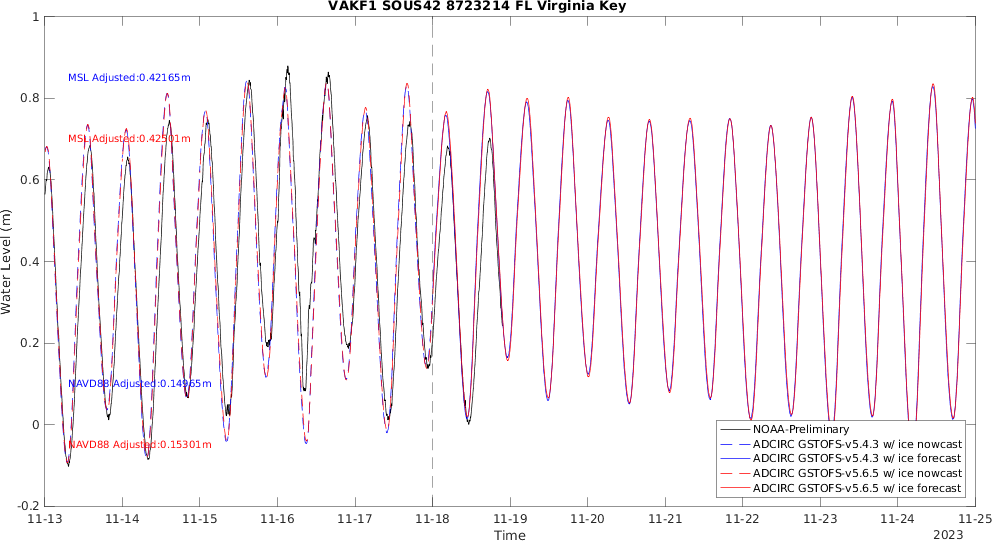 VAKF1 SOUS42 8723214 FL Virginia Key
1
0.8
0.6
0.4
0.2
0
-0.2
Water Level (m)
MSL Adjusted:0.42165m
MSL Adjusted:0.42501m
NAVD88 Adjusted:0.14965m
NAVD88 Adjusted:0.15301m
NOAA-Preliminary
ADCIRC GSTOFS-v5.4.3 w/ ice nowcast
ADCIRC GSTOFS-v5.4.3 w/ ice forecast
ADCIRC GSTOFS-v5.6.5 w/ ice nowcast
ADCIRC GSTOFS-v5.6.5 w/ ice forecast
11-13 11-14 11-15 11-16 11-17 11-18 11-19 11-20 11-21 11-22 11-23 11-24 11-25
Time
2023